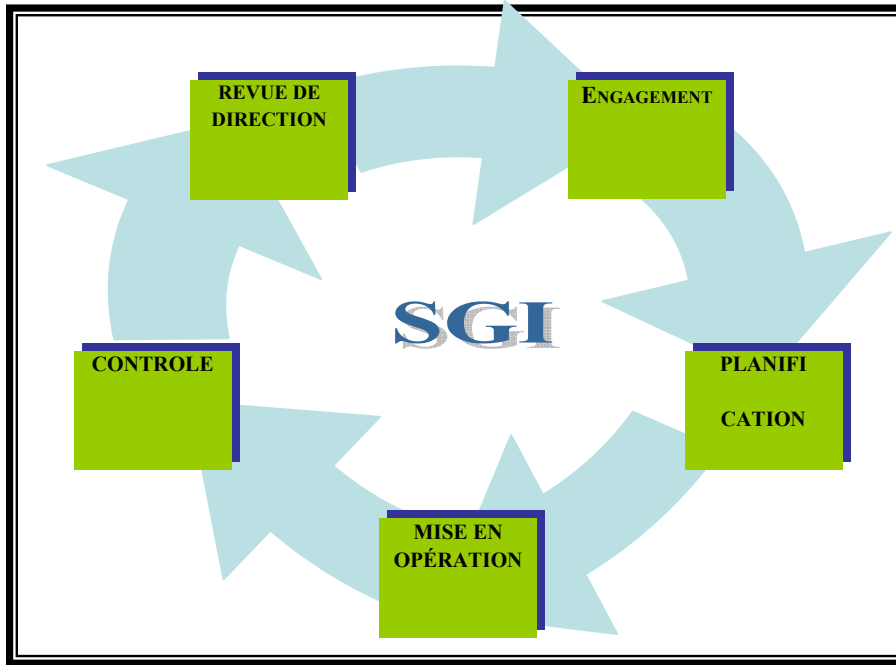 REVUE DE
DIRECTION
ENGAGEMENT
SGI
CONTROLE
PLANIFI
CATION
MISE EN
OPÉRATION